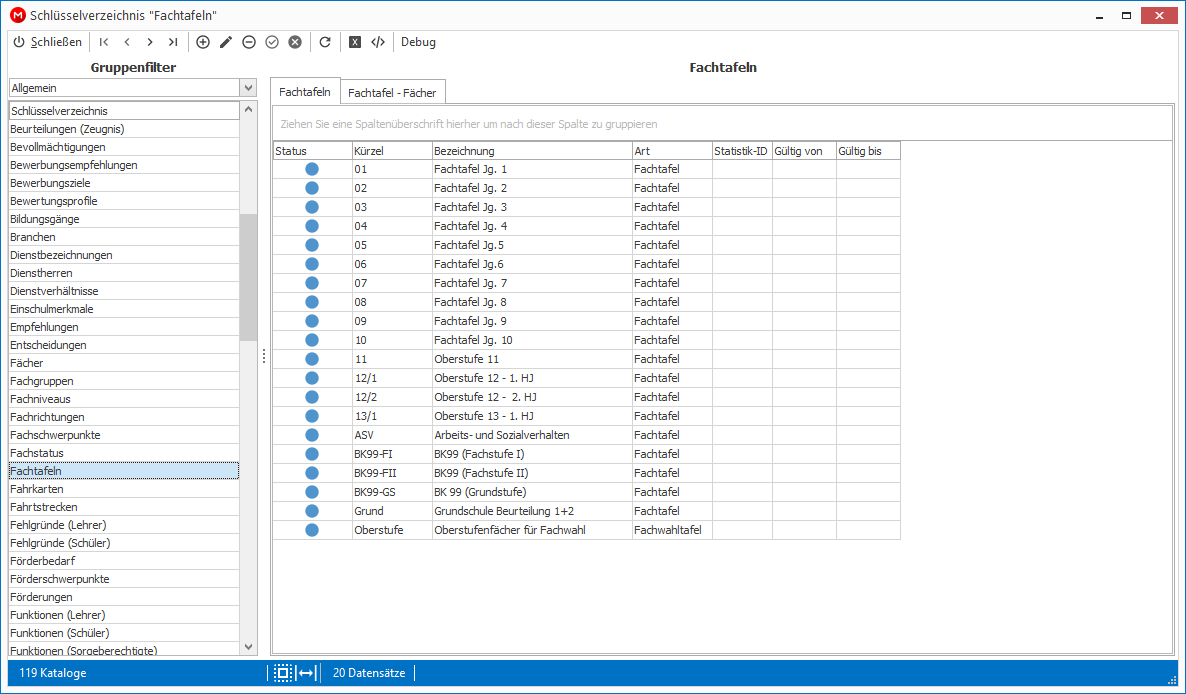 M Schlüsselverzeichnis "Fachtafeln"
Schließen Debug
Gruppenfilter
Allgemein
Schlüsselverzeichnis
Beurteilungen (Zeugnis)
Bevollmächtigungen
Bewerbungsempfehlungen
Bewerbungsziele
Bewertungsprofile
Bildungsgänge
Branchen
Dienstbezeichnungen
Dienstherren
Dienstverhältnisse
Einschulmerkmale
Empfehlungen
Entscheidungen
Fächer
Fachgruppen
Fachniveaus
Fachrichtungen
Fachschwerpunkte
Fachstatus
Fachtafeln
Fahrkarten
Fahrtstrecken
Fehlgründe (Lehrer)
Fehlgründe (Schüler)
Förderbedarf
Förderschwerpunkte
Förderungen
Funktionen (Lehrer)
Funktionen (Schüler)
Funktionen (Sorgeberechtigte)
Fachtafeln
Fachtafeln Fachtafel - Fächer
Ziehen Sie eine Spaltenüberschrift hierher um nach dieser Spalte zu gruppieren
Status Kürzel Bezeichnung Art Statistik-ID Gültig von Gültig bis
01 Fachtafel Jg. 1 Fachtafel
02 Fachtafel Jg. 2 Fachtafel
03 Fachtafel Jg. 3 Fachtafel
04 Fachtafel Jg. 4 Fachtafel
05 Fachtafel Jg.5 Fachtafel
06 Fachtafel Jg.6 Fachtafel
07 Fachtafel Jg. 7 Fachtafel
08 Fachtafel Jg. 8 Fachtafel
09 Fachtafel Jg. 9 Fachtafel
10 Fachtafel Jg. 10 Fachtafel
11 Oberstufe 11 Fachtafel
12/1 Oberstufe 12 - 1. HJ Fachtafel
12/2 Oberstufe 12 -  2. HJ Fachtafel
13/1 Oberstufe 13 - 1. HJ Fachtafel
ASV Arbeits- und Sozialverhalten Fachtafel
BK99-FI BK99 (Fachstufe I) Fachtafel
BK99-FII BK99 (Fachstufe II) Fachtafel
BK99-GS BK 99 (Grundstufe) Fachtafel
Grund Grundschule Beurteilung 1+2 Fachtafel
Oberstufe Oberstufenfächer für Fachwahl Fachwahltafel
119 Kataloge 20 Datensätze